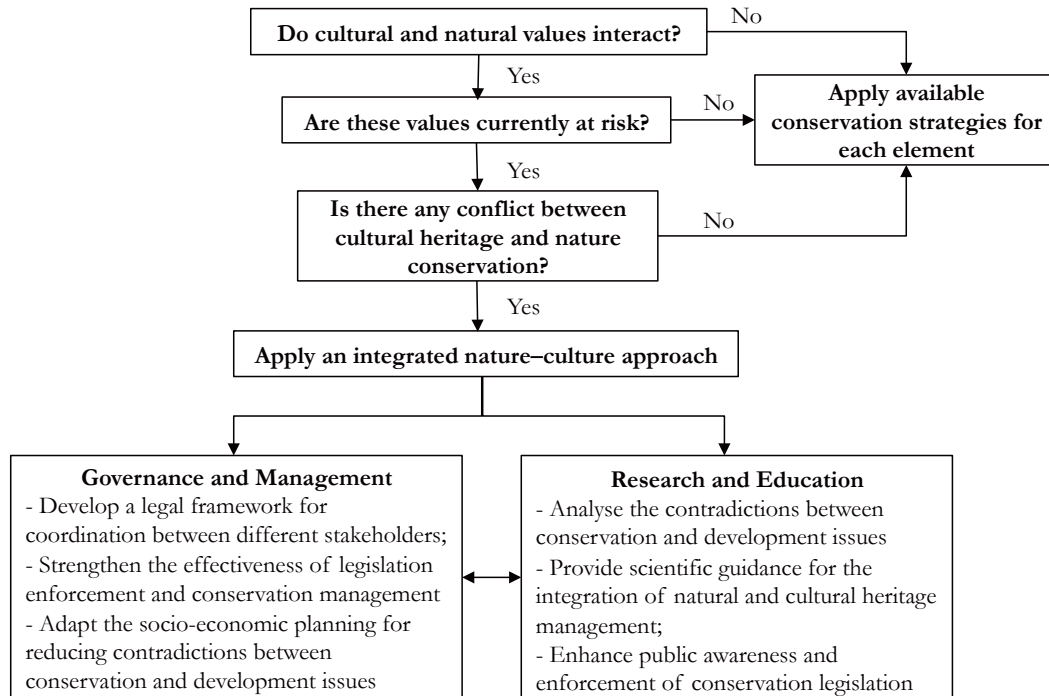 Do cultural and natural values interact?
No
Yes
Are these values currently at risk?
No
Apply available
conservation strategies for
each element
Yes
Is there any conflict between
cultural heritage and nature
conservation?
No
Yes
Apply an integrated nature–culture approach
Governance and Management
- Develop a legal framework for
coordination between different stakeholders;
- Strengthen the effectiveness of legislation
enforcement and conservation management
- Adapt the socio-economic planning for
reducing contradictions between
conservation and development issues
Research and Education
- Analyse the contradictions between
conservation and development issues
- Provide scientific guidance for the
integration of natural and cultural heritage
management;
- Enhance public awareness and
enforcement of conservation legislation